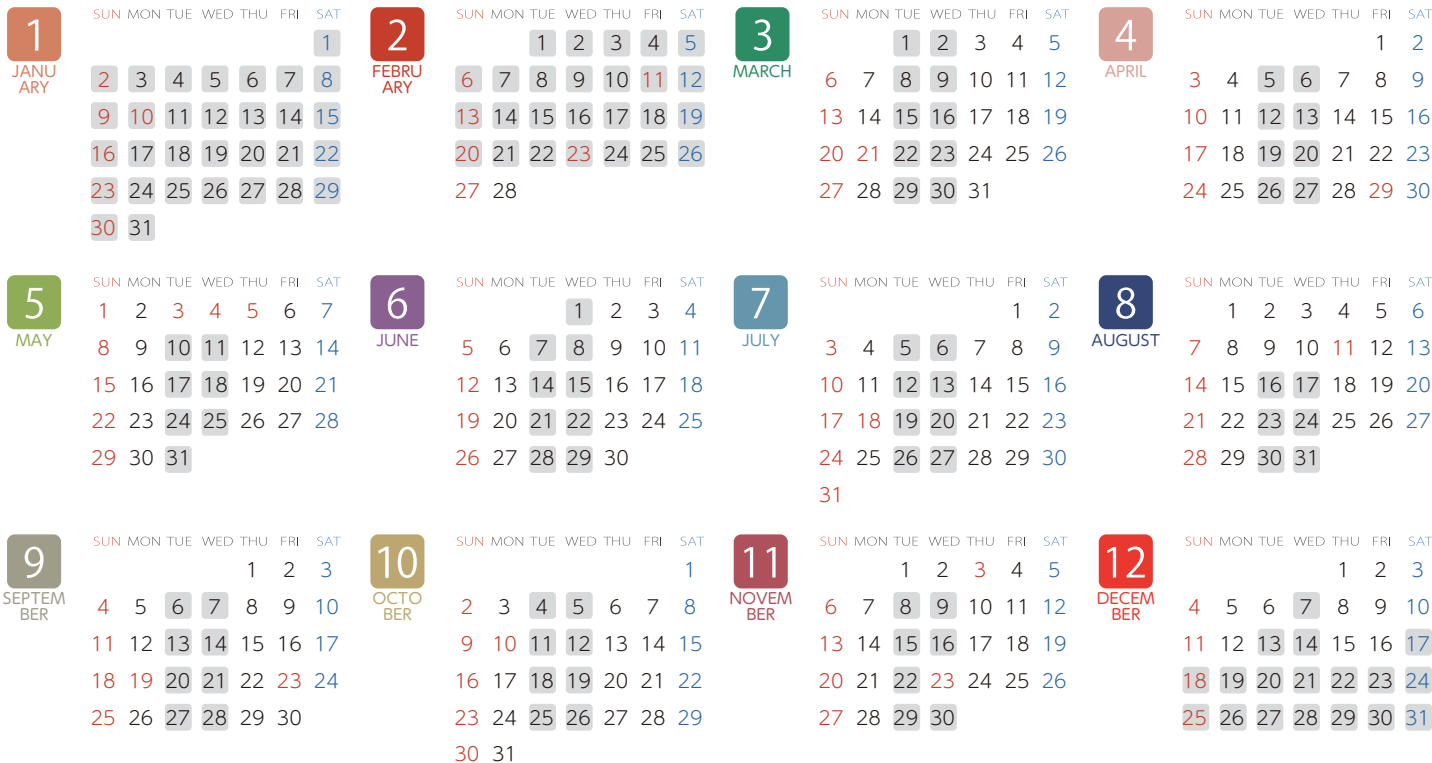 1
JANU
ARY
SUN MON TUE WED THU FRI SAT
1
2 3 4 5 6 7 8
9 10 11 12 13 14 15
16 17 18 19 20 21 22
23 24 25 26 27 28 29
30 31
2
FEBRU
ARY
SUN MON TUE WED THU FRI SAT
1 2 3 4 5
6 7 8 9 10 11 12
13 14 15 16 17 18 19
20 21 22 23 24 25 26
27 28
3
MARCH
SUN MON TUE WED THU FRI SAT
1 2 3 4 5
6 7 8 9 10 11 12
13 14 15 16 17 18 19
20 21 22 23 24 25 26
27 28 29 30 31
4
APRIL
SUN MON TUE WED THU FRI SAT
1 2
3 4 5 6 7 8 9
10 11 12 13 14 15 16
17 18 19 20 21 22 23
24 25 26 27 28 29 30
5
MAY
SUN MON TUE WED THU FRI SAT
1 2 3 4 5 6 7
8 9 10 11 12 13 14
15 16 17 18 19 20 21
22 23 24 25 26 27 28
29 30 31
6
JUNE
SUN MON TUE WED THU FRI SAT
1 2 3 4
5 6 7 8 9 10 11
12 13 14 15 16 17 18
19 20 21 22 23 24 25
26 27 28 29 30
7
JULY
SUN MON TUE WED THU FRI SAT
1 2
3 4 5 6 7 8 9
10 11 12 13 14 15 16
17 18 19 20 21 22 23
24 25 26 27 28 29 30
31
8
AUGUST
SUN MON TUE WED THU FRI SAT
1 2 3 4 5 6
7 8 9 10 11 12 13
14 15 16 17 18 19 20
21 22 23 24 25 26 27
28 29 30 31
9
SEPTEM
BER
SUN MON TUE WED THU FRI SAT
1 2 3
4 5 6 7 8 9 10
11 12 13 14 15 16 17
18 19 20 21 22 23 24
25 26 27 28 29 30
10
OCTO
BER
SUN MON TUE WED THU FRI SAT
1
2 3 4 5 6 7 8
9 10 11 12 13 14 15
16 17 18 19 20 21 22
23 24 25 26 27 28 29
30 31
11
NOVEM
BER
SUN MON TUE WED THU FRI SAT
1 2 3 4 5
6 7 8 9 10 11 12
13 14 15 16 17 18 19
20 21 22 23 24 25 26
27 28 29 30
12
DECEM
BER
SUN MON TUE WED THU FRI SAT
1 2 3
4 5 6 7 8 9 10
11 12 13 14 15 16 17
18 19 20 21 22 23 24
25 26 27 28 29 30 31